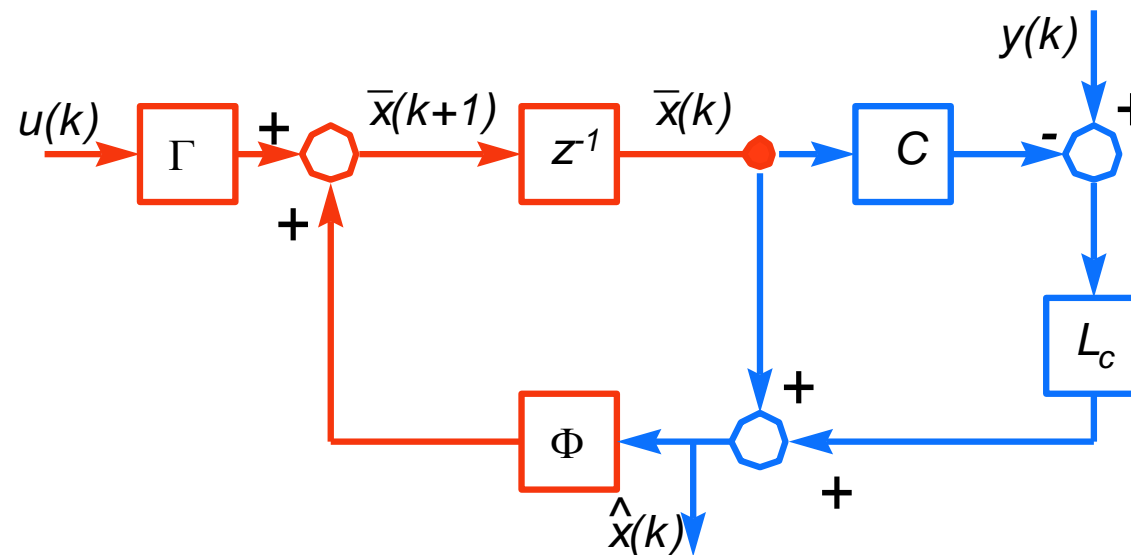 y(k)
u(k)
x̅(k+1)
x̅(k)
+
+
Γ
z⁻¹
C
-
+
L_c
+
Φ
+
x̂(k)
+